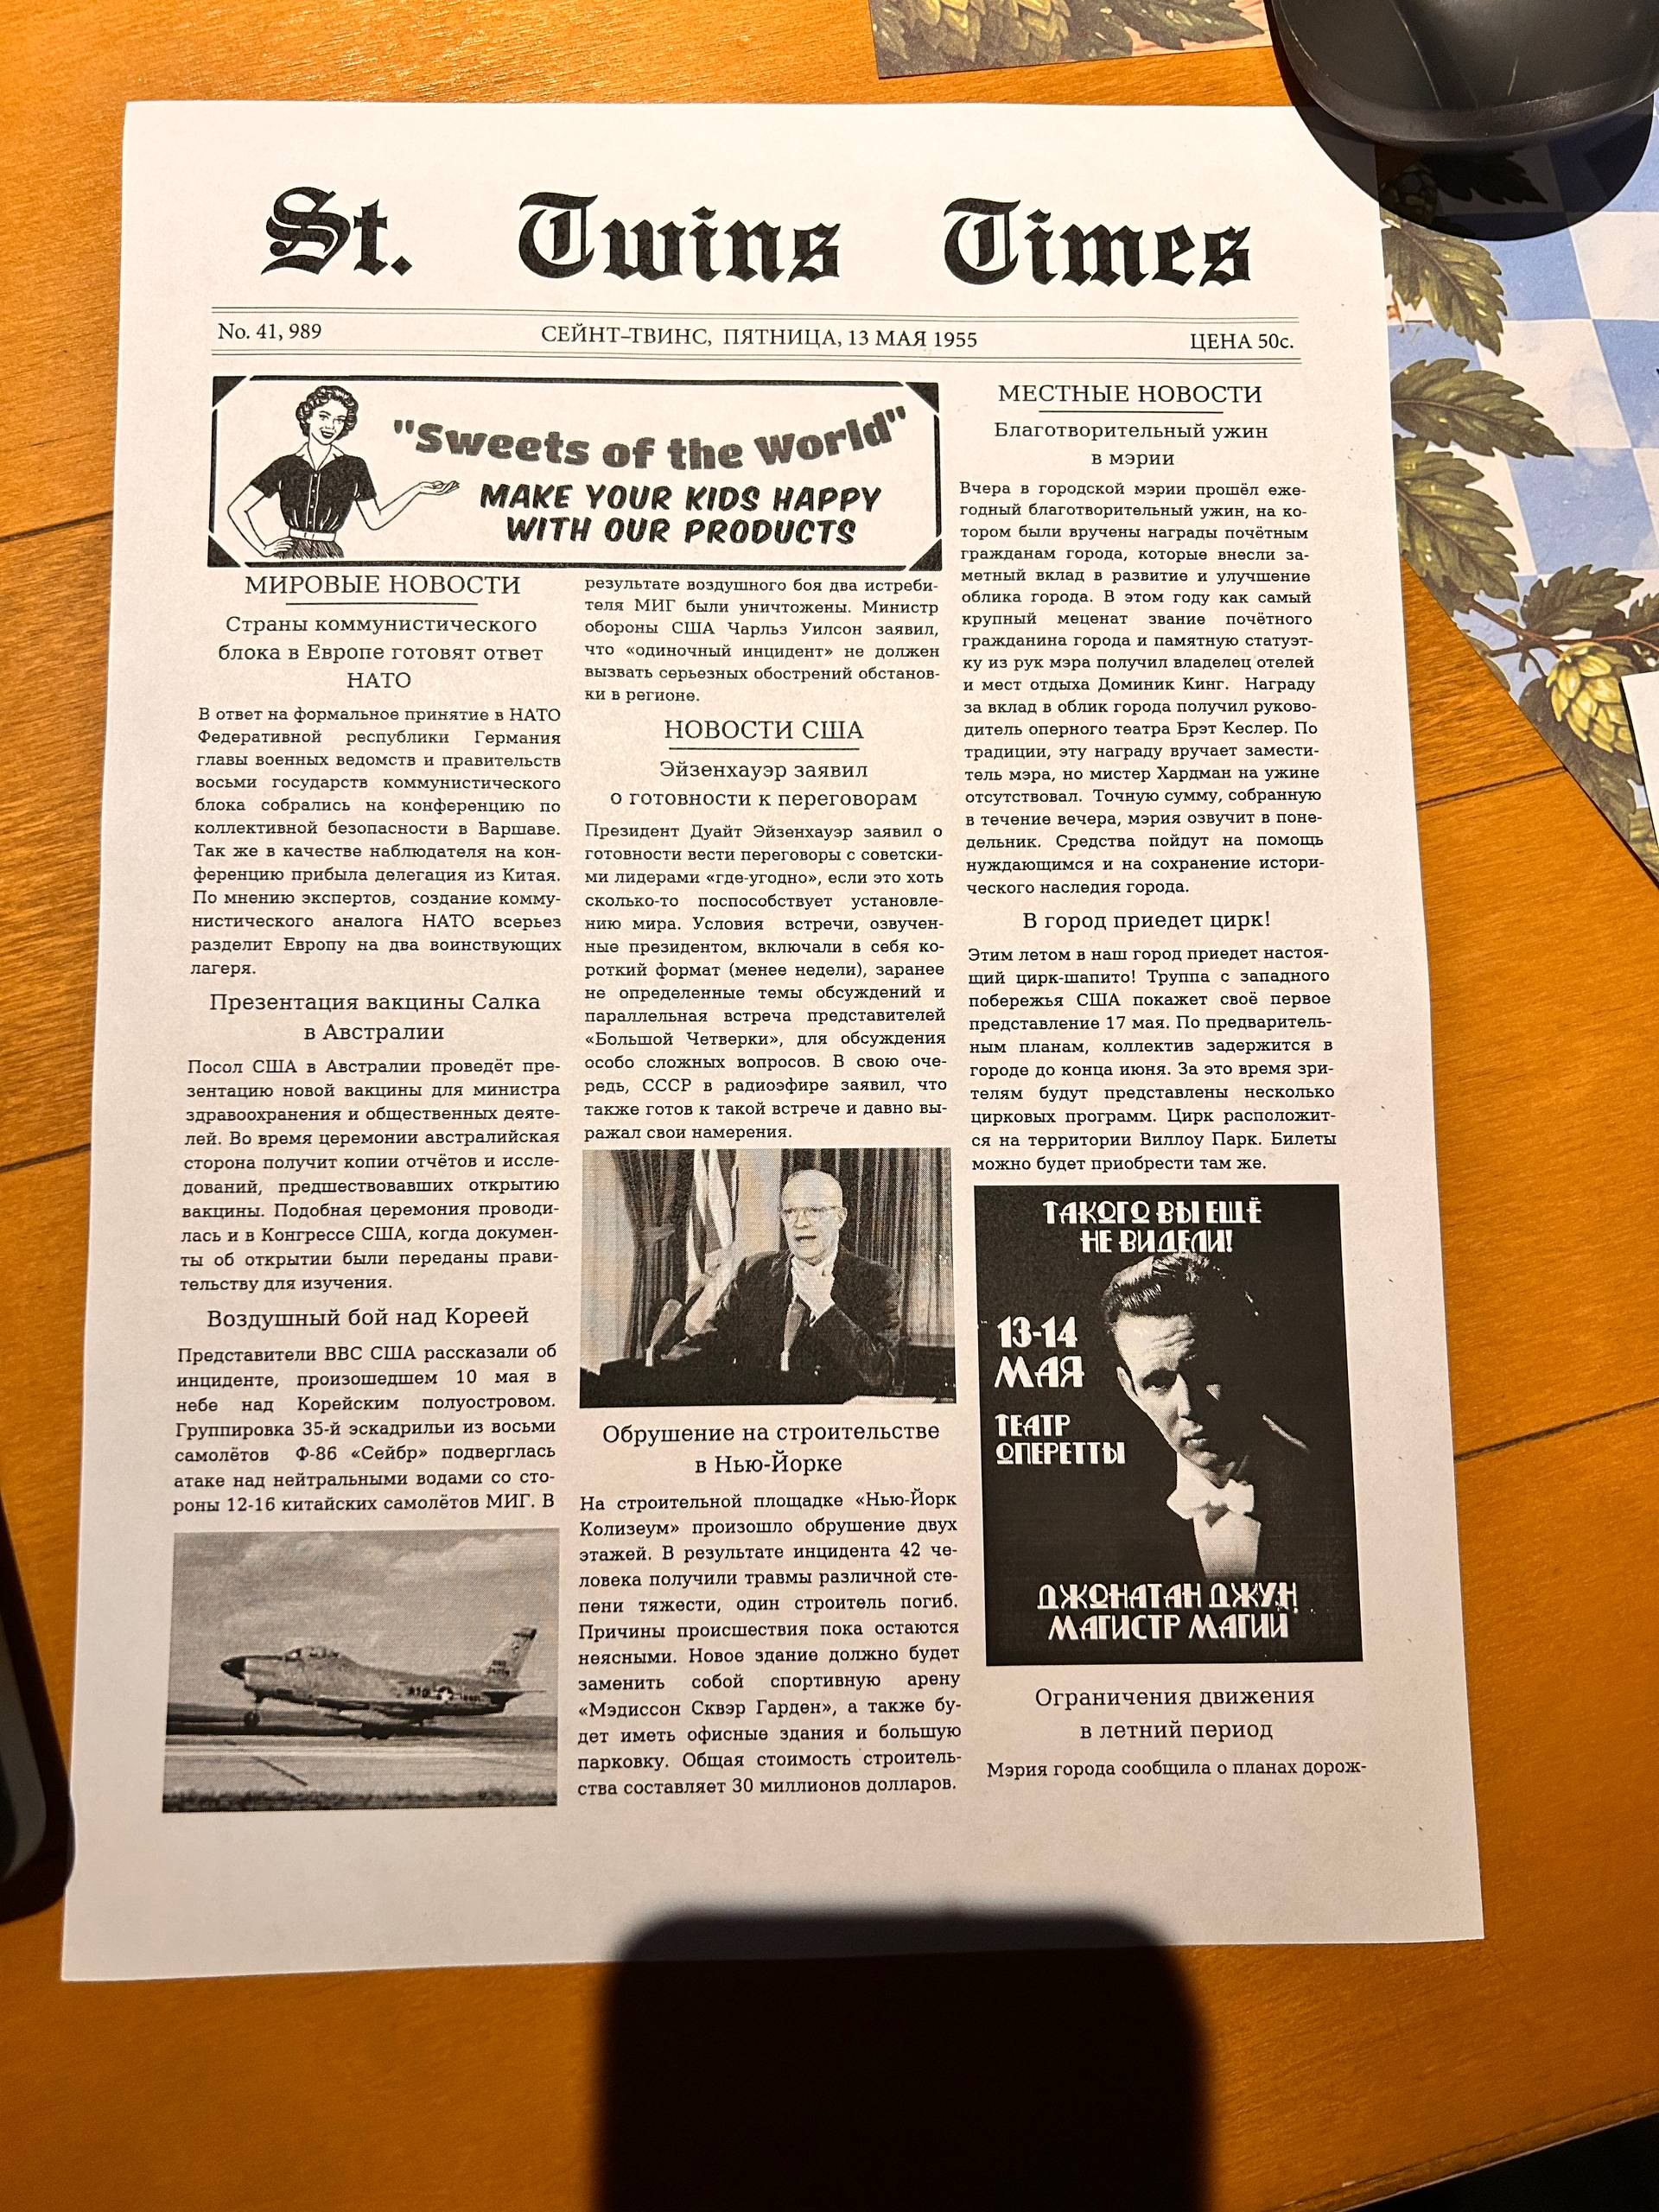 St. Twins Times
No. 41, 989
СЕЙНТ–ТВИНС, ПЯТНИЦА, 13 МАЯ 1955
ЦЕНА 50с.
"Sweets of the World"
MAKE YOUR KIDS HAPPY
WITH OUR PRODUCTS
МИРОВЫЕ НОВОСТИ
Страны коммунистического
блока в Европе готовят ответ
НАТО
В ответ на формальное принятие в НАТО
Федеративной республики Германия
главы военных ведомств и правительств
восьми государств коммунистического
блока собрались на конференцию по
коллективной безопасности в Варшаве.
Так же в качестве наблюдателя на кон-
ференцию прибыла делегация из Китая.
По мнению экспертов, создание комму-
нистического аналога НАТО всерьез
разделит Европу на два воинствующих
лагеря.
Презентация вакцины Салка
в Австралии
Посол США в Австралии проведёт пре-
зентацию новой вакцины для министра
здравоохранения и общественных деяте-
лей. Во время церемонии австралийская
сторона получит копии отчётов и иссле-
дований, предшествовавших открытию
вакцины. Подобная церемония проводи-
лась и в Конгрессе США, когда докумен-
ты об открытии были переданы прави-
тельству для изучения.
Воздушный бой над Кореей
Представители ВВС США рассказали об
инциденте, произошедшем 10 мая в
небе над Корейским полуостровом.
Группировка 35-й эскадрильи из восьми
самолётов Ф-86 «Сейбр» подверглась
атаке над нейтральными водами со сто-
роны 12-16 китайских самолётов МИГ. В
результате воздушного боя два истреби-
теля МИГ были уничтожены. Министр
обороны США Чарльз Уилсон заявил,
что «одиночный инцидент» не должен
вызвать серьезных обострений обстанов-
ки в регионе.
НОВОСТИ США
Эйзенхауэр заявил
о готовности к переговорам
Президент Дуайт Эйзенхауэр заявил о
готовности вести переговоры с советски-
ми лидерами «где-угодно», если это хоть
сколько-то поспособствует установле-
нию мира. Условия встречи, озвучен-
ные президентом, включали в себя ко-
роткий формат (менее недели), заранее
не определенные темы обсуждений и
параллельная встреча представителей
«Большой Четверки», для обсуждения
особо сложных вопросов. В свою оче-
редь, СССР в радиоэфире заявил, что
также готов к такой встрече и давно вы-
ражал свои намерения.
Обрушение на строительстве
в Нью-Йорке
На строительной площадке «Нью-Йорк
Колизеум» произошло обрушение двух
этажей. В результате инцидента 42 че-
ловека получили травмы различной сте-
пени тяжести, один строитель погиб.
Причины происшествия пока остаются
неясными. Новое здание должно будет
заменить собой спортивную арену
«Мэдиссон Сквэр Гарден», а также бу-
дет иметь офисные здания и большую
парковку. Общая стоимость строитель-
ства составляет 30 миллионов долларов.
МЕСТНЫЕ НОВОСТИ
Благотворительный ужин
в мэрии
Вчера в городской мэрии прошёл еже-
годный благотворительный ужин, на ко-
тором были вручены награды почётным
гражданам города, которые внесли за-
метный вклад в развитие и улучшение
облика города. В этом году как самый
крупный меценат звание почётного
гражданина города и памятную статуэт-
ку из рук мэра получил владелец отелей
и мест отдыха Доминик Кинг. Награду
за вклад в облик города получил руково-
дитель оперного театра Брэт Кеслер. По
традиции, эту награду вручает замести-
тель мэра, но мистер Хардман на ужине
отсутствовал. Точную сумму, собранную
в течение вечера, мэрия озвучит в поне-
дельник. Средства пойдут на помощь
нуждающимся и на сохранение истори-
ческого наследия города.
В город приедет цирк!
Этим летом в наш город приедет настоя-
щий цирк-шапито! Труппа с западного
побережья США покажет своё первое
представление 17 мая. По предваритель-
ным планам, коллектив задержится в
городе до конца июня. За это время зри-
телям будут представлены несколько
цирковых программ. Цирк расположит-
ся на территории Виллоу Парк. Билеты
можно будет приобрести там же.
ТАКОГО ВЫ ЕЩЁ
НЕ ВИДЕЛИ!
13-14
МАЯ
ТЕАТР
ОПЕРЕТТЫ
ДЖОНАТАН ДЖУН
МАГИСТР МАГИИ
Ограничения движения
в летний период
Мэрия города сообщила о планах дорож-